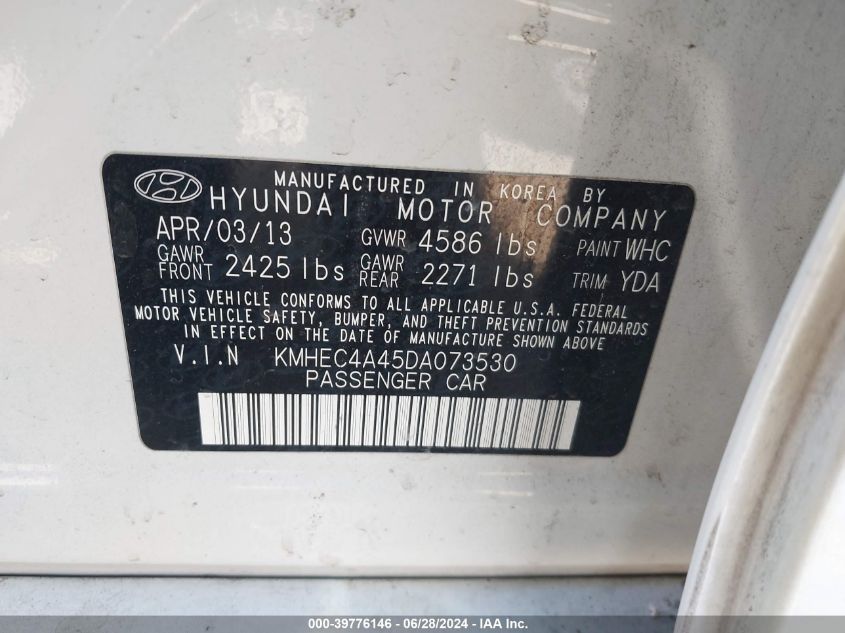 MANUFACTURED IN KOREA BY
HYUNDAI MOTOR COMPANY
APR/03/13 GVWR 4586 lbs PAINT WHC
GAWR FRONT 2425 lbs GAWR REAR 2271 lbs TRIM YDA
THIS VEHICLE CONFORMS TO ALL APPLICABLE U.S.A. FEDERAL
MOTOR VEHICLE SAFETY, BUMPER, AND THEFT PREVENTION STANDARDS
IN EFFECT ON THE DATE OF MANUFACTURE SHOWN ABOVE
V.I.N KMHEC4A45DA073530
PASSENGER CAR
000-39776146 - 06/28/2024 - IAA Inc.